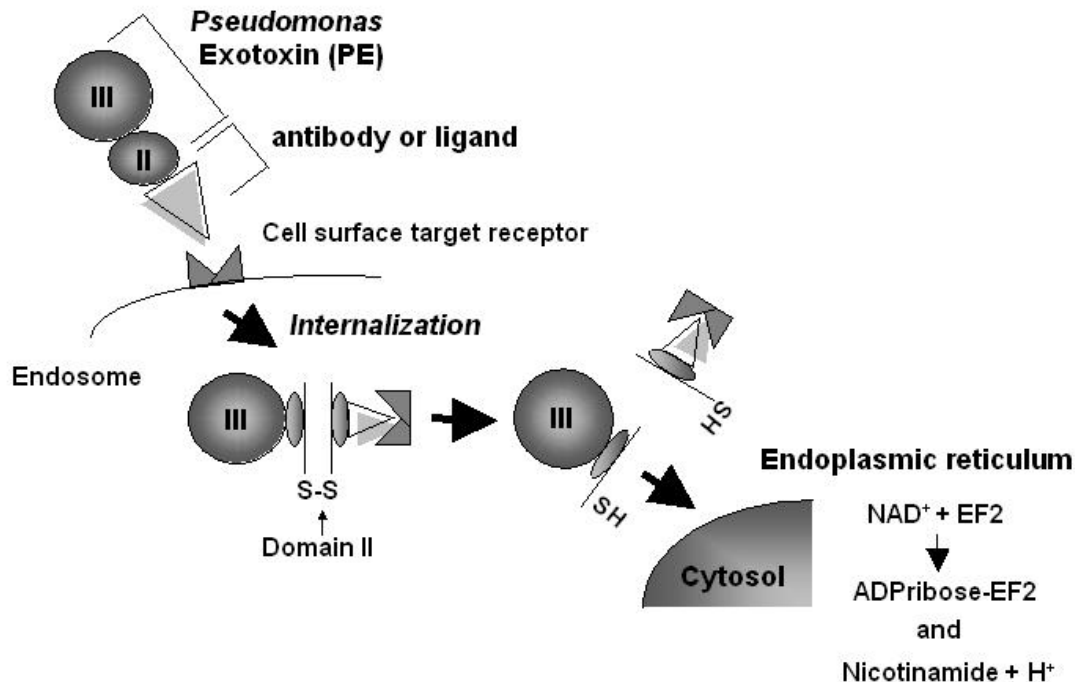 Pseudomonas
Exotoxin (PE)
III
II
antibody or ligand
Cell surface target receptor
Internalization
Endosome
III
S-S
Domain II
III
SH
HS
Endoplasmic reticulum
NAD⁺ + EF2
Cytosol
ADPribose-EF2
and
Nicotinamide + H⁺